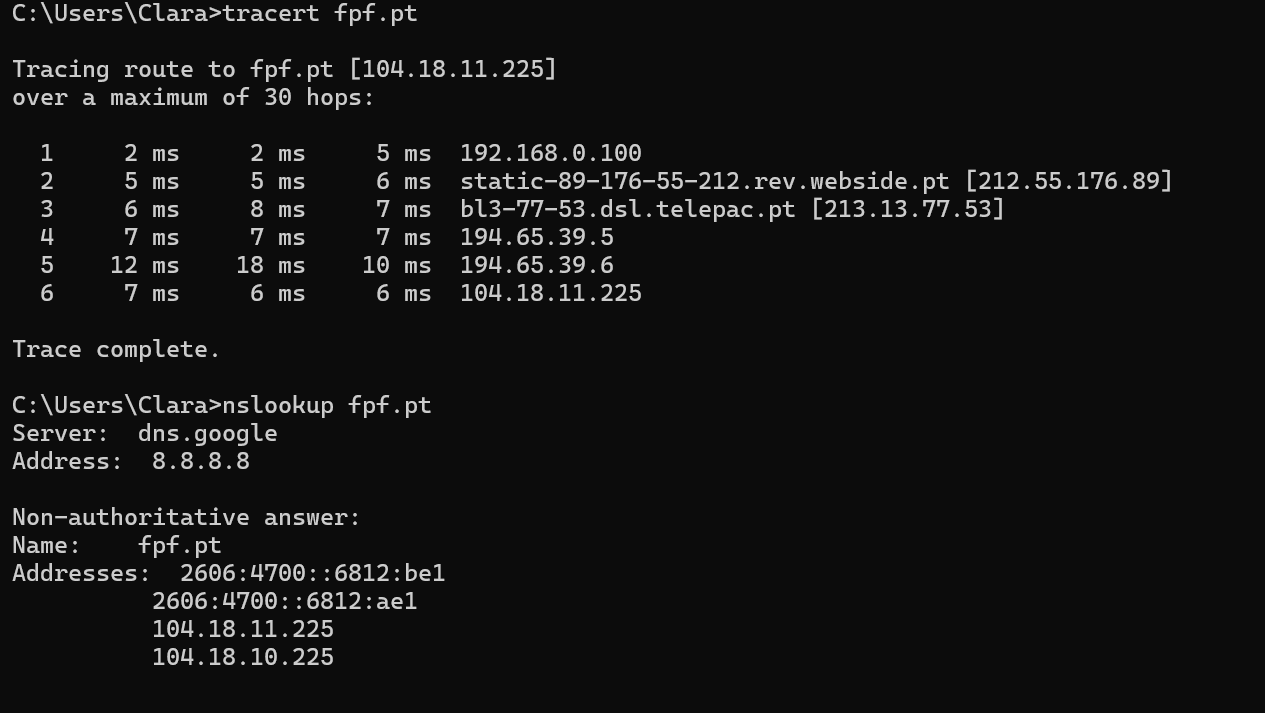 C:\Users\Clara>tracert fpf.pt
Tracing route to fpf.pt [104.18.11.225]
over a maximum of 30 hops:
1 2 ms 2 ms 5 ms 192.168.0.100
2 5 ms 5 ms 6 ms static-89-176-55-212.rev.webside.pt [212.55.176.89]
3 6 ms 8 ms 7 ms bl3-77-53.dsl.telepac.pt [213.13.77.53]
4 7 ms 7 ms 7 ms 194.65.39.5
5 12 ms 18 ms 10 ms 194.65.39.6
6 7 ms 6 ms 6 ms 104.18.11.225
Trace complete.
C:\Users\Clara>nslookup fpf.pt
Server: dns.google
Address: 8.8.8.8
Non-authoritative answer:
Name: fpf.pt
Addresses: 2606:4700::6812:be1
2606:4700::6812:ae1
104.18.11.225
104.18.10.225